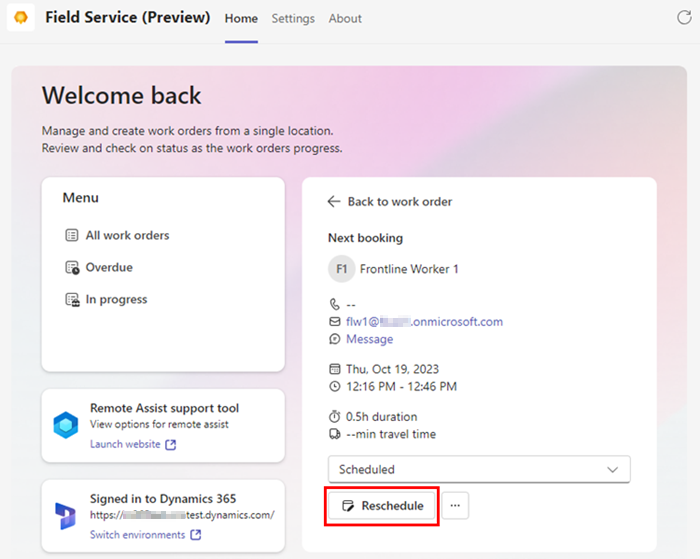 Field Service (Preview) Home Settings About
Welcome back
Manage and create work orders from a single location.
Review and check on status as the work orders progress.
Menu
All work orders
Overdue
In progress
Remote Assist support tool
View options for remote assist
Launch website
Signed in to Dynamics 365
https:/ test.dynamics.com/
Switch environments
Back to work order
Next booking
F1 Frontline Worker 1
--
flw1@ .onmicrosoft.com
Message
Thu, Oct 19, 2023
12:16 PM - 12:46 PM
0.5h duration
--min travel time
Scheduled
Reschedule ...